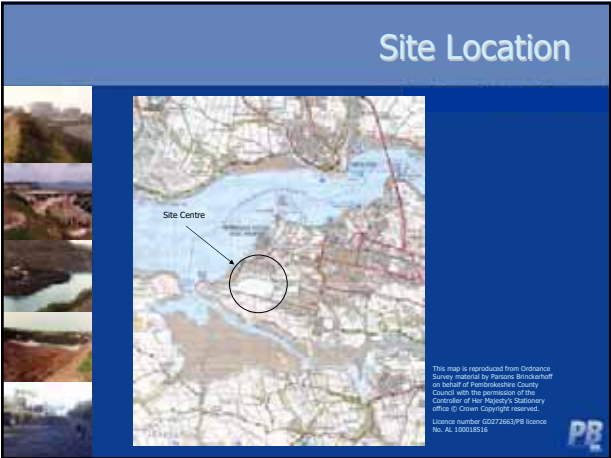 Site Location
Site Centre
This map is reproduced from Ordnance
Survey material by Parsons Brinckerhoff
on behalf of Pembrokeshire County
Council with the permission of the
Controller of Her Majesty's Stationery
office © Crown Copyright reserved.
Licence number GD272663/PB licence
No. AL 100018516
PB